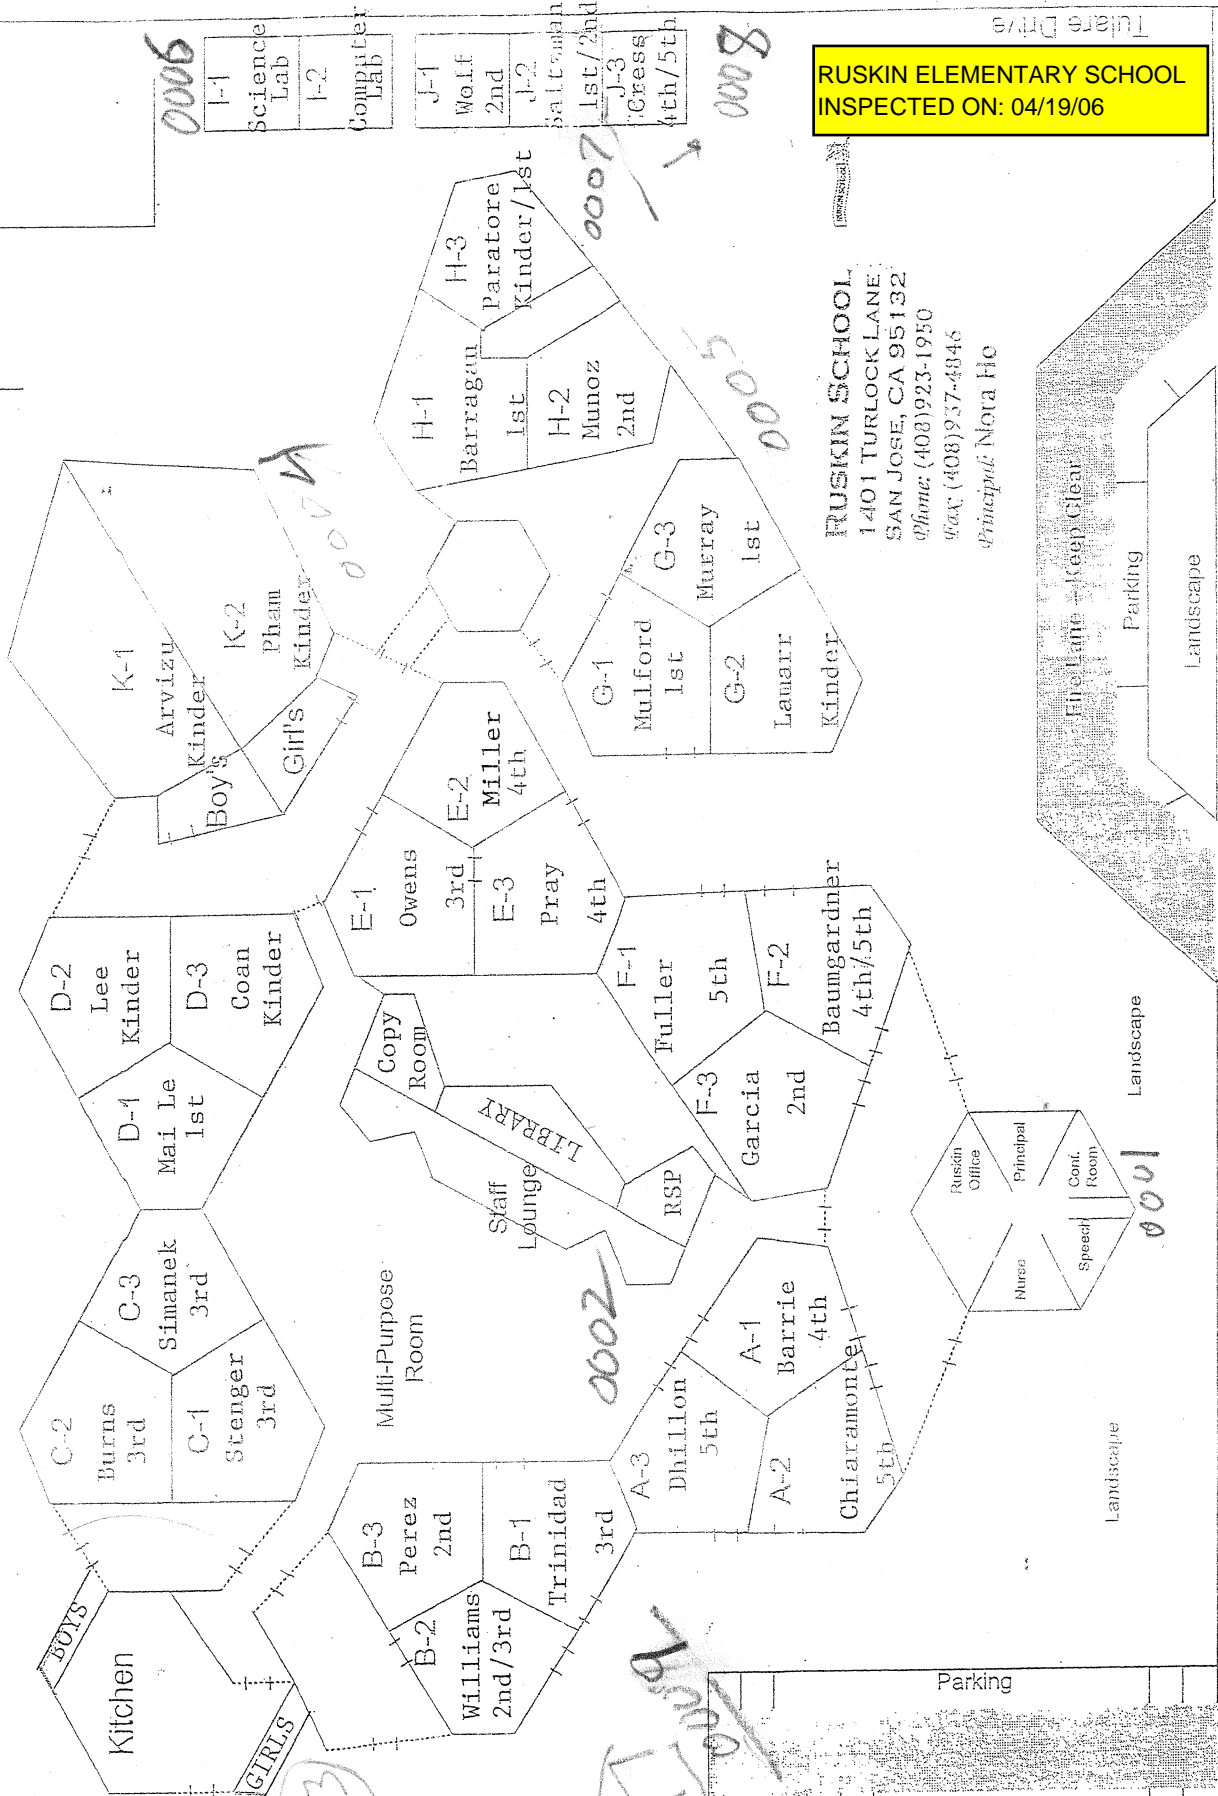 Tulare Drive
RUSKIN ELEMENTARY SCHOOL
INSPECTED ON: 04/19/06
0006
I-1
Science
Lab
I-2
Computer
Lab
J-1
Wolff
2nd
J-2
Saltsman
1st/2nd
J-3
Cress
4th/5th
0008
0007
H-3
Paratore
Kinder/1st
H-1
Barragan
1st
H-2
Munoz
2nd
0005
RUSKIN SCHOOL
1401 TURLOCK LANE
SAN JOSE, CA 95132
Phone: (408)923-1950
Fax: (408)937-4846
Principal: Nora Ho
0004
K-1
Arvizu
Kinder
K-2
Pham
Kinder
Boy's
Girl's
G-3
Murray
1st
G-1
Mulford
1st
G-2
Lamarr
Kinder
Fire Lane - Keep Clear
Parking
Landscape
E-2
Miller
4th
E-1
Owens
3rd
E-3
Pray
4th
D-2
Lee
Kinder
D-3
Coan
Kinder
D-1
Mai Le
1st
F-1
Fuller
5th
F-2
Baumgardner
4th/5th
F-3
Garcia
2nd
Copy
Room
LIBRARY
Staff
Lounge
RSP
Landscape
Ruskin
Office
Principal
Conf.
Room
Nurse
Speech
0001
C-3
Simanek
3rd
C-2
Burns
3rd
C-1
Stenger
3rd
Multi-Purpose
Room
0002
A-1
Barrie
4th
A-3
Dhillon
5th
A-2
Chiaramonte
5th
Landscape
B-3
Perez
2nd
B-1
Trinidad
3rd
B-2
Williams
2nd/3rd
BOYS
Kitchen
GIRLS
3
Parking